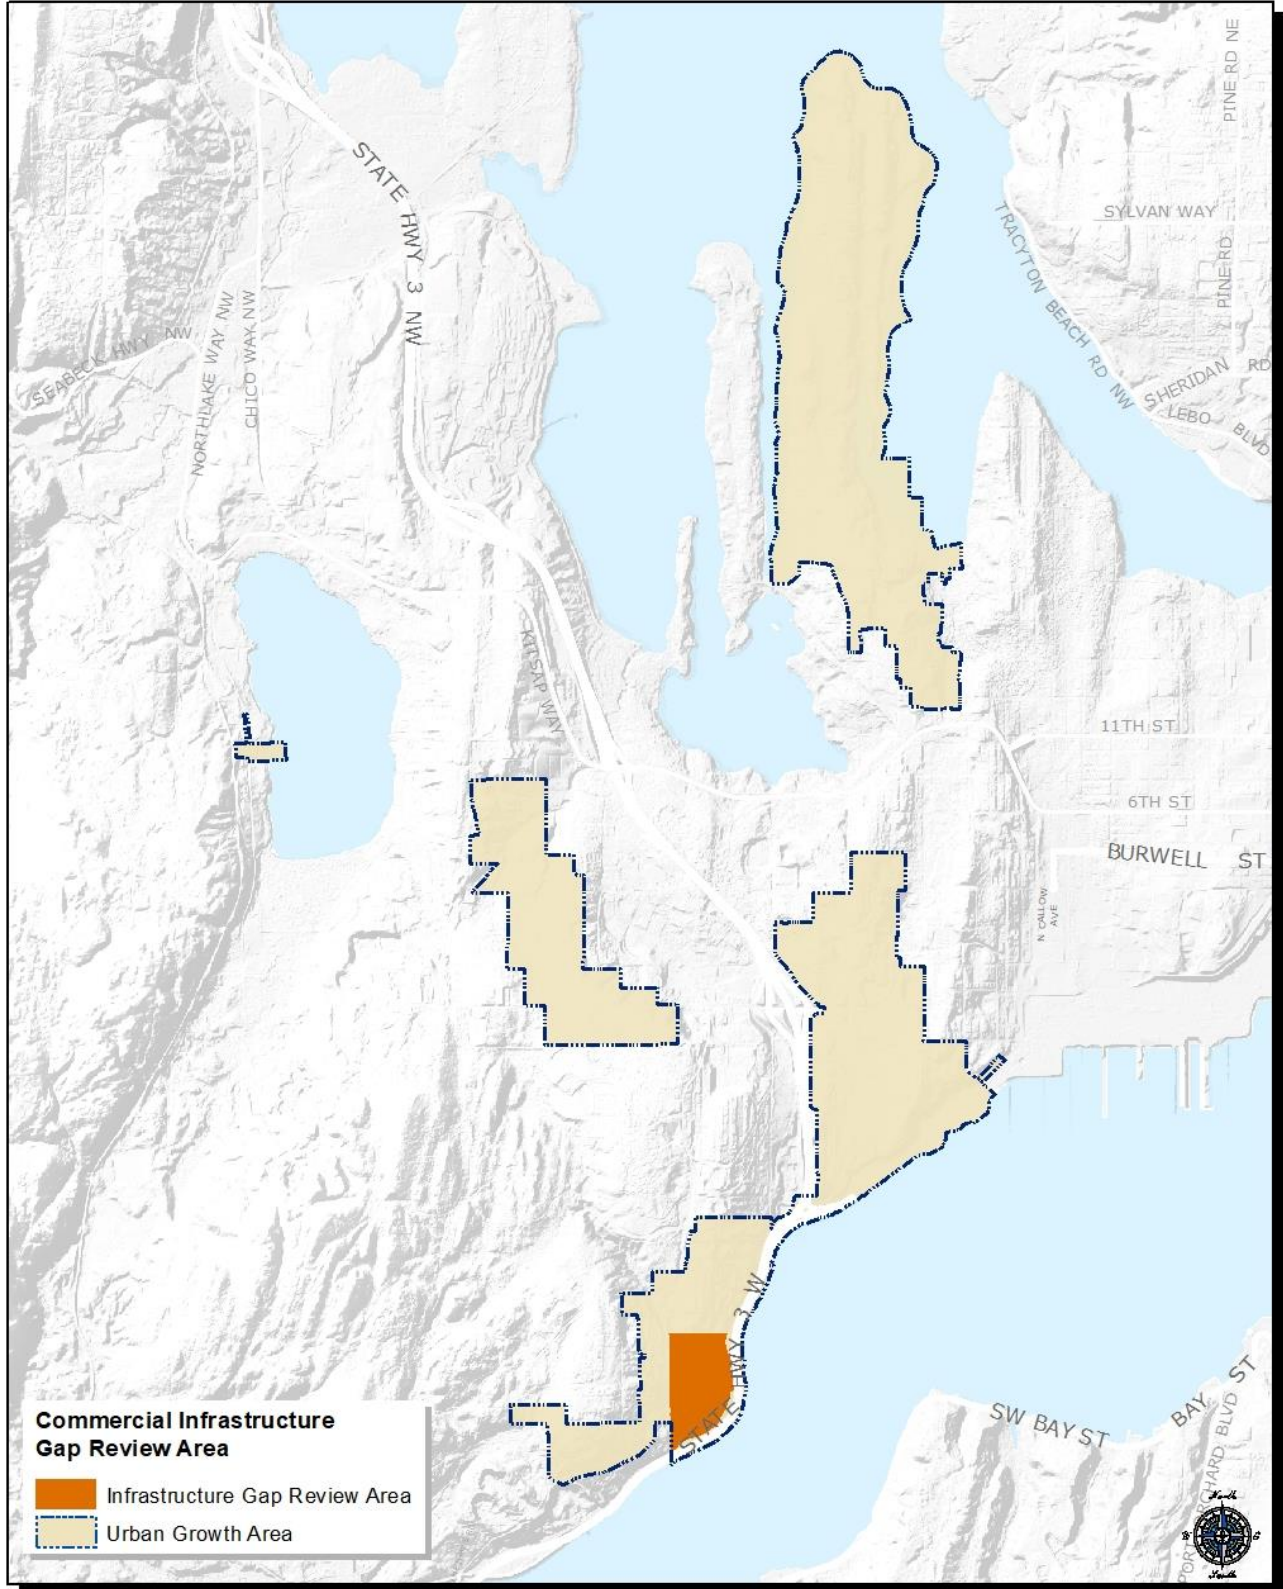 PINE RD NE
STATE HWY 3 NW
SYLVAN WAY
TRACYTON BEACH RD NW
PINE RD
SEABECK HWY NW
NORTHLAKE WAY NW
CHICO WAY NW
SHERIDAN RD
LEBO BLVD
KITSAP WAY
11TH ST
6TH ST
BURWELL ST
N CALLOW
AVE
STATE HWY 3 W
SW BAY ST
BAY ST
PORT ORCHARD BLVD
Commercial Infrastructure
Gap Review Area
Infrastructure Gap Review Area
Urban Growth Area
North
South